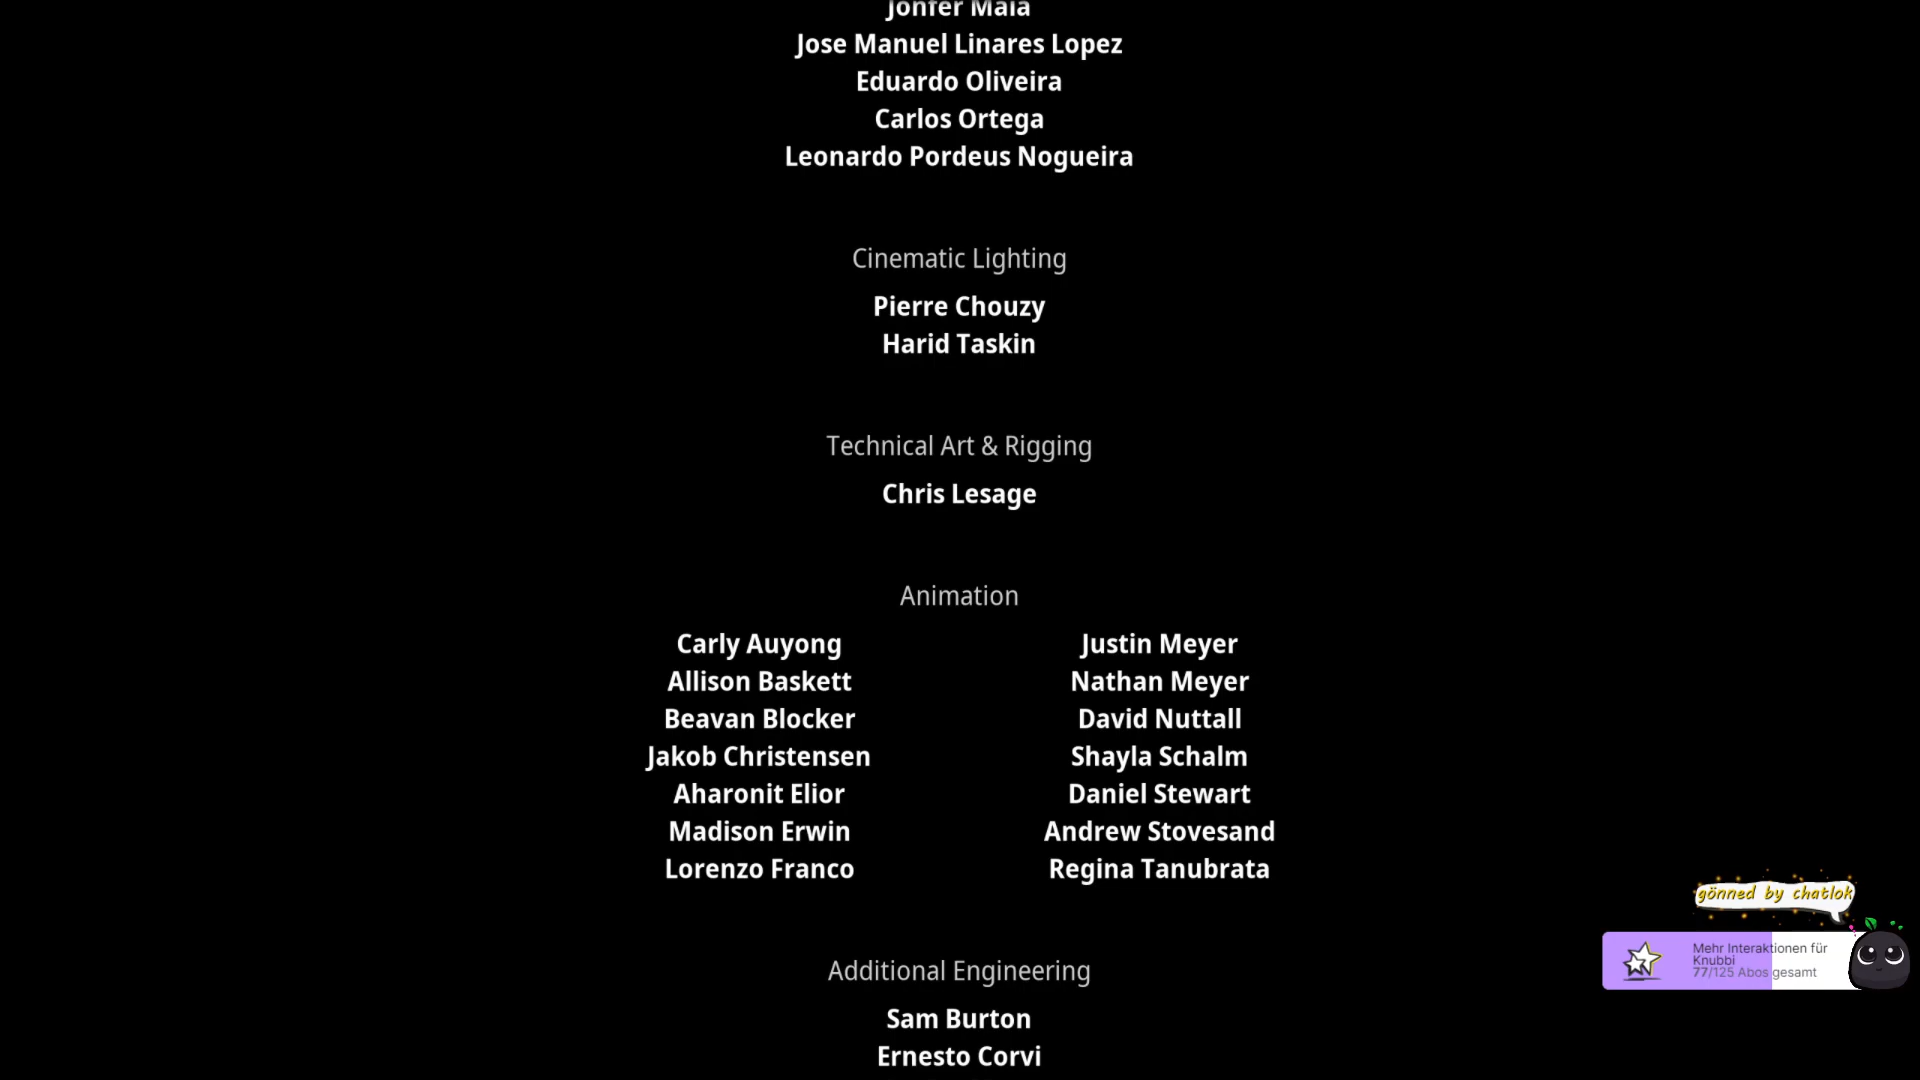 Jonfer Maia
Jose Manuel Linares Lopez
Eduardo Oliveira
Carlos Ortega
Leonardo Pordeus Nogueira
Cinematic Lighting
Pierre Chouzy
Harid Taskin
Technical Art & Rigging
Chris Lesage
Animation
Carly Auyong
Allison Baskett
Beavan Blocker
Jakob Christensen
Aharonit Elior
Madison Erwin
Lorenzo Franco
Justin Meyer
Nathan Meyer
David Nuttall
Shayla Schalm
Daniel Stewart
Andrew Stovesand
Regina Tanubrata
Additional Engineering
Sam Burton
Ernesto Corvi
gönned by chatlok
Mehr Interaktionen für
Knubbi
77/125 Abos gesamt